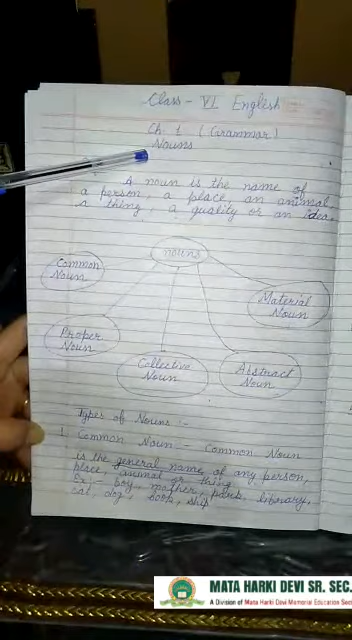 Class - VI English
Ch. 1 (Grammar)
Nouns
A noun is the name of
a person, a place, an animal
a thing, a quality or an idea.
nouns
Common
Noun
Material
Noun
Proper
Noun
Collective
Noun
Abstract
Noun
Types of Nouns :-
1. Common Noun - Common Noun
is the general name of any person,
place, animal or thing.
Ex :- boy, mother, park, library,
cat, dog, book, ship
MATA HARKI DEVI SR. SEC.
A Division of Mata Harki Devi Memorial Education Soc